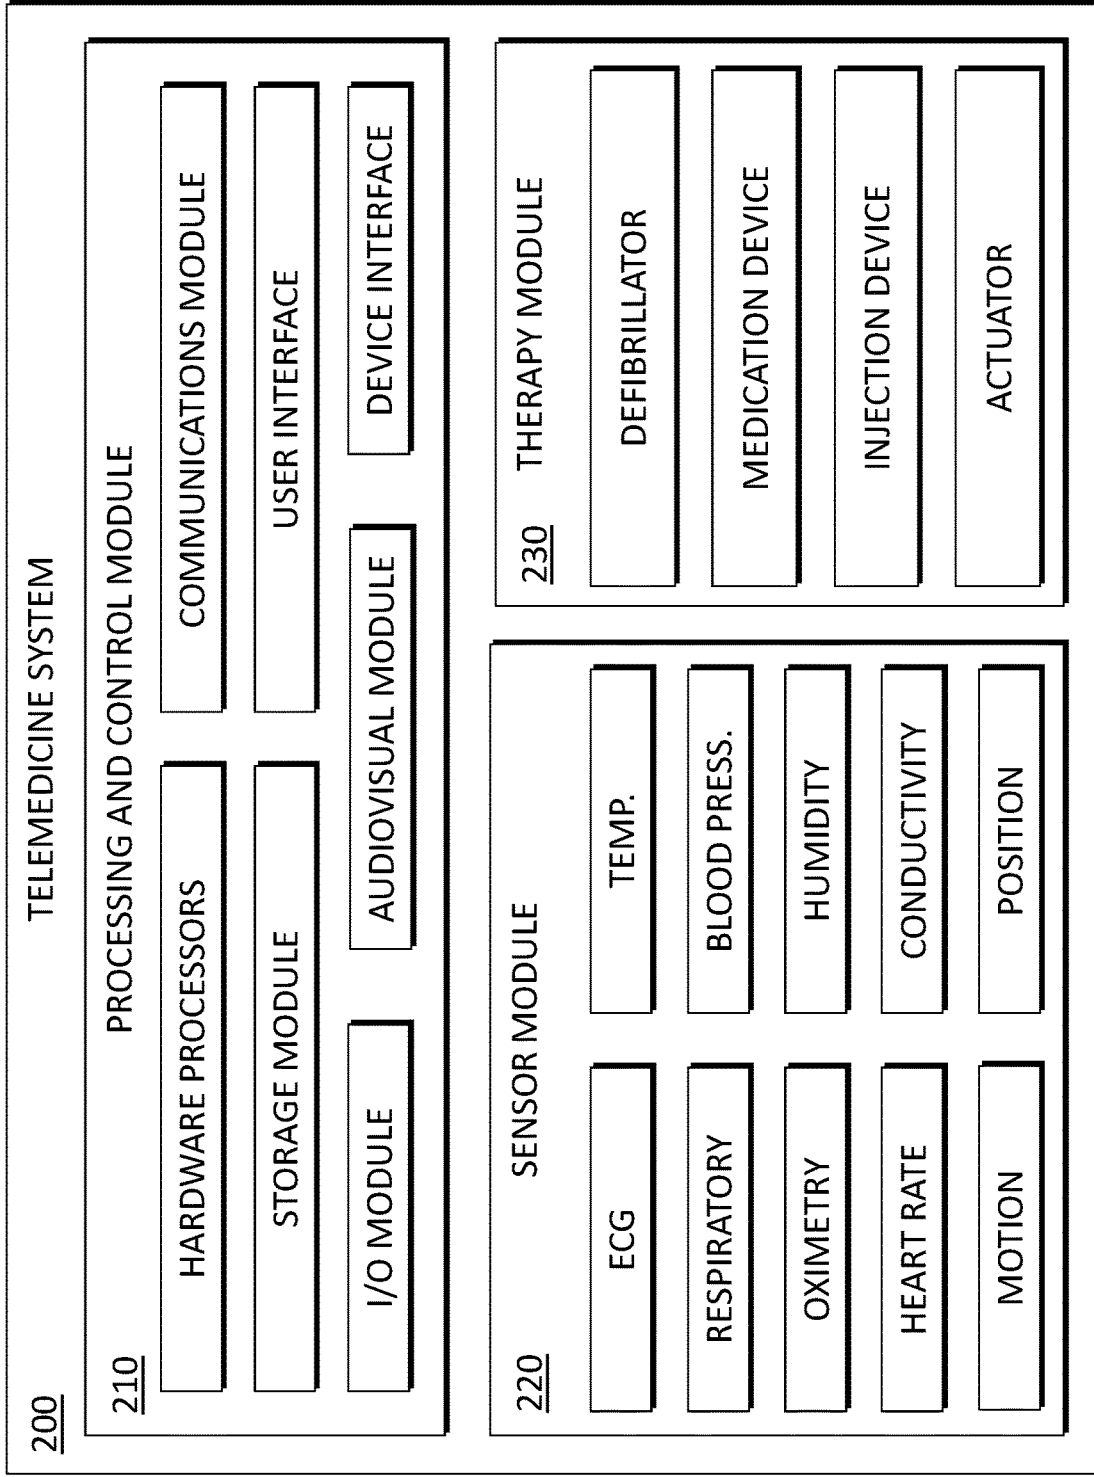 200
TELEMEDICINE SYSTEM
210
PROCESSING AND CONTROL MODULE
HARDWARE PROCESSORS
COMMUNICATIONS MODULE
STORAGE MODULE
USER INTERFACE
I/O MODULE
AUDIOVISUAL MODULE
DEVICE INTERFACE
220
SENSOR MODULE
ECG
TEMP.
RESPIRATORY
BLOOD PRESS.
OXIMETRY
HUMIDITY
HEART RATE
CONDUCTIVITY
MOTION
POSITION
230
THERAPY MODULE
DEFIBRILLATOR
MEDICATION DEVICE
INJECTION DEVICE
ACTUATOR